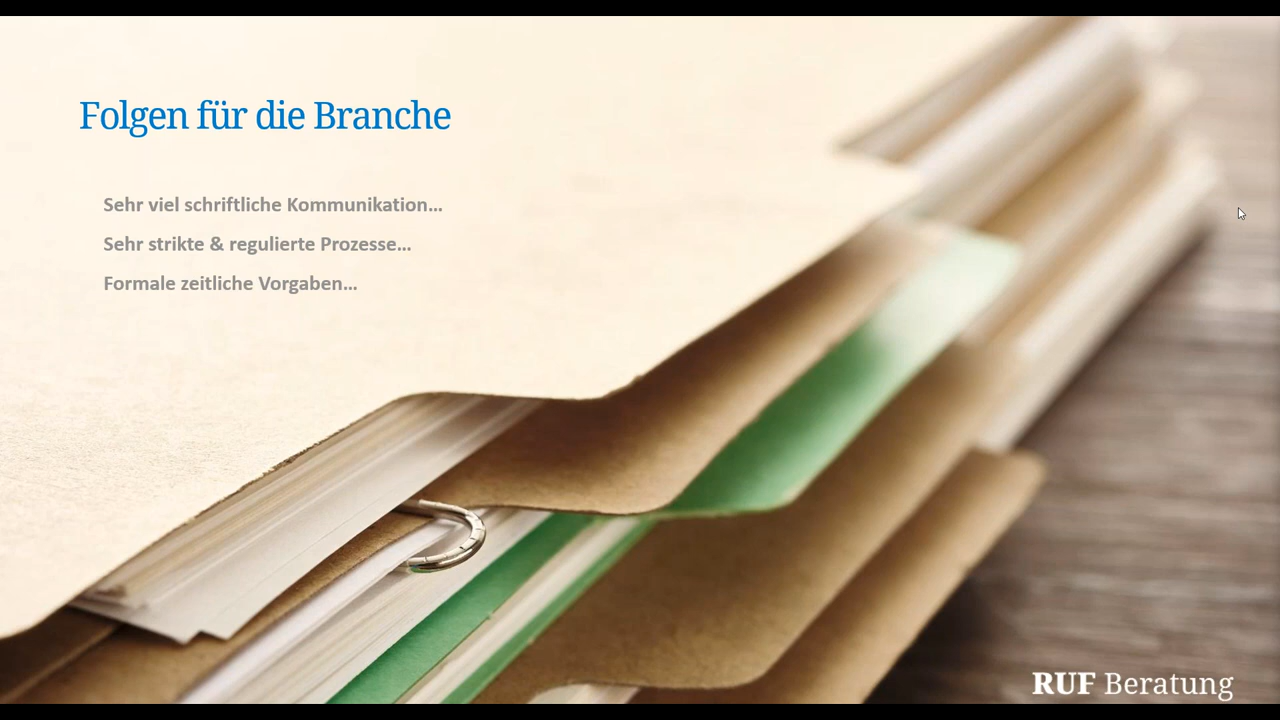 Folgen für die Branche
Sehr viel schriftliche Kommunikation…
Sehr strikte & regulierte Prozesse…
Formale zeitliche Vorgaben…
RUF Beratung